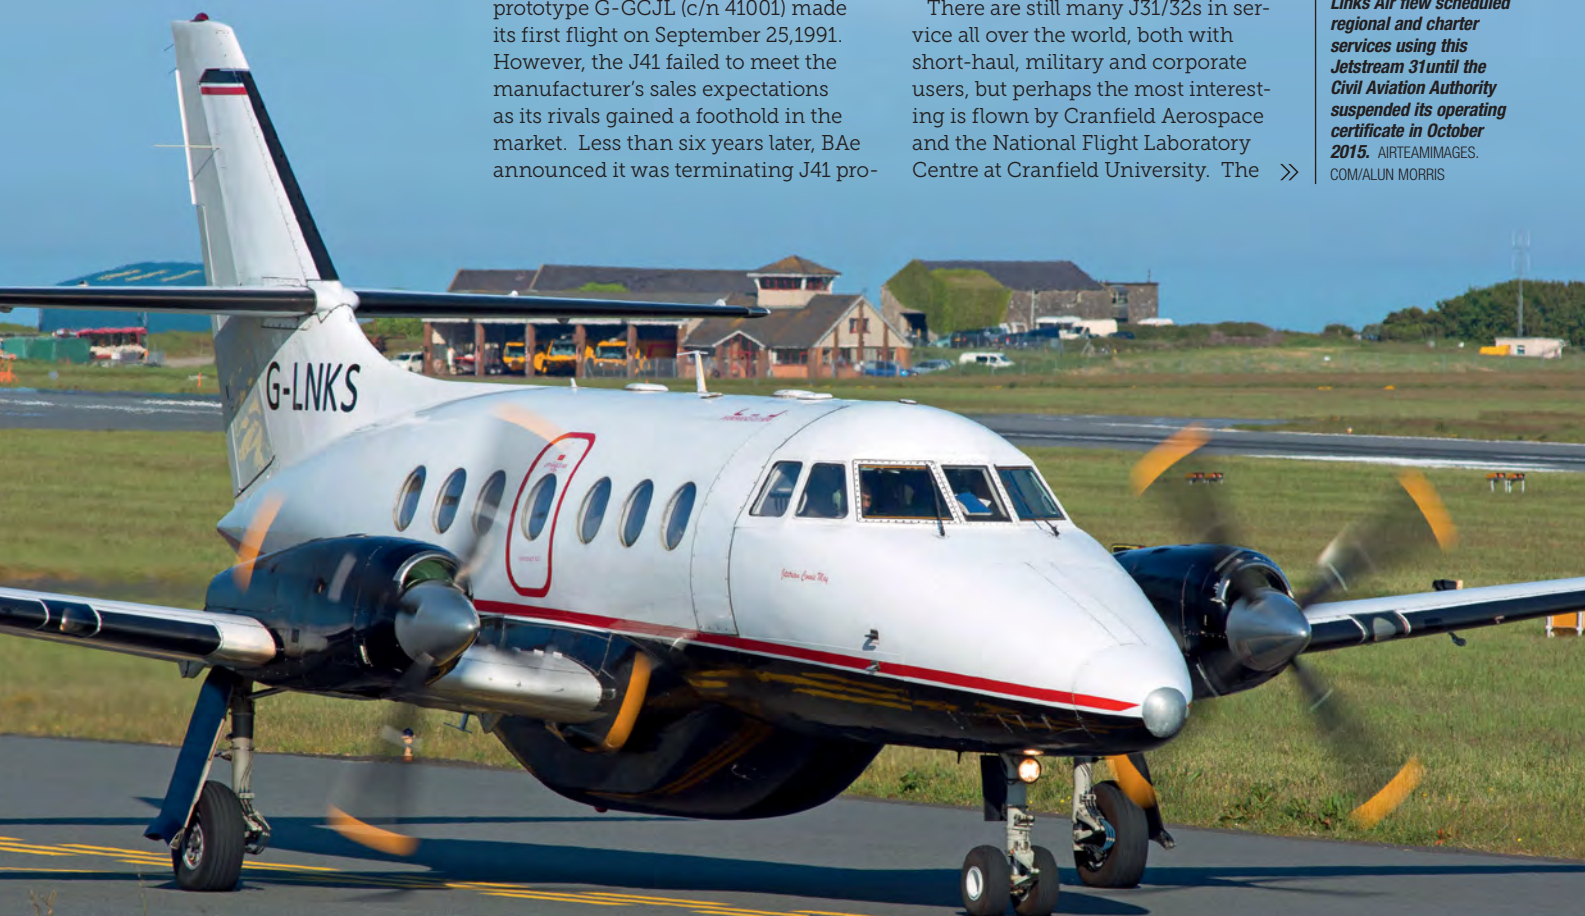 prototype G-GCJL (c/n 41001) made
its first flight on September 25,1991.
However, the J41 failed to meet the
manufacturer’s sales expectations
as its rivals gained a foothold in the
market.  Less than six years later, BAe
announced it was terminating J41 pro-
There are still many J31/32s in ser-
vice all over the world, both with
short-haul, military and corporate
users, but perhaps the most interest-
ing is flown by Cranfield Aerospace
and the National Flight Laboratory
Centre at Cranfield University.  The
Links Air flew scheduled
regional and charter
services using this
Jetstream 31until the
Civil Aviation Authority
suspended its operating
certificate in October
2015. AIRTEAMIMAGES.
COM/ALUN MORRIS
G-LNKS